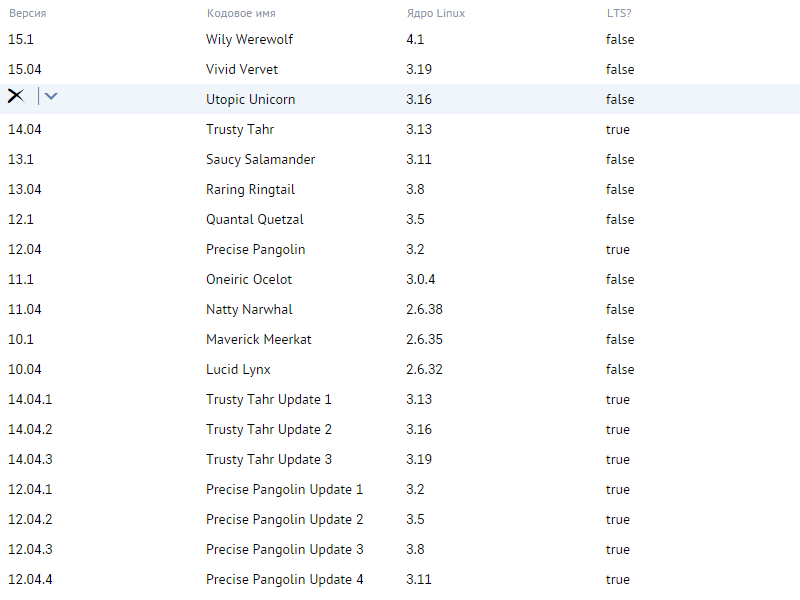 Версия Кодовое имя Ядро Linux LTS?
15.1 Wily Werewolf 4.1 false
15.04 Vivid Vervet 3.19 false
Utopic Unicorn 3.16 false
14.04 Trusty Tahr 3.13 true
13.1 Saucy Salamander 3.11 false
13.04 Raring Ringtail 3.8 false
12.1 Quantal Quetzal 3.5 false
12.04 Precise Pangolin 3.2 true
11.1 Oneiric Ocelot 3.0.4 false
11.04 Natty Narwhal 2.6.38 false
10.1 Maverick Meerkat 2.6.35 false
10.04 Lucid Lynx 2.6.32 false
14.04.1 Trusty Tahr Update 1 3.13 true
14.04.2 Trusty Tahr Update 2 3.16 true
14.04.3 Trusty Tahr Update 3 3.19 true
12.04.1 Precise Pangolin Update 1 3.2 true
12.04.2 Precise Pangolin Update 2 3.5 true
12.04.3 Precise Pangolin Update 3 3.8 true
12.04.4 Precise Pangolin Update 4 3.11 true